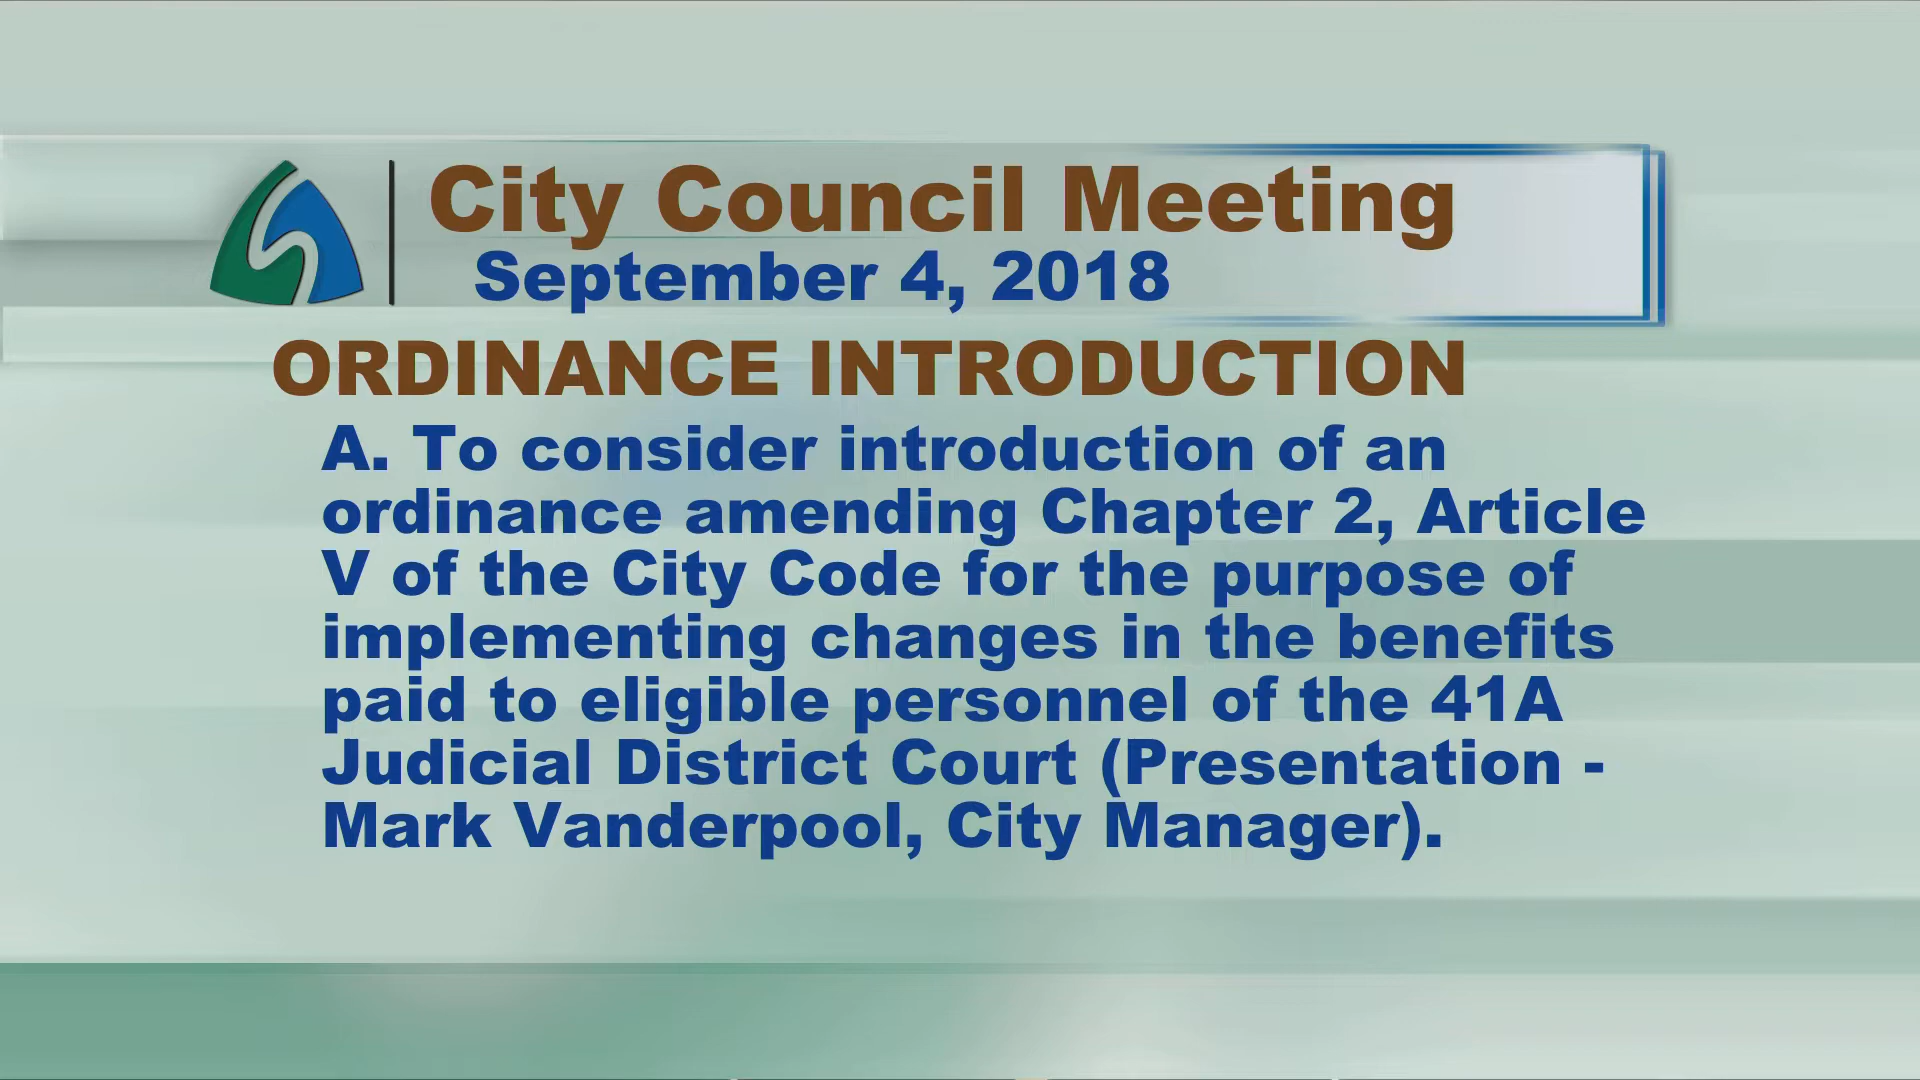 City Council Meeting
September 4, 2018
ORDINANCE INTRODUCTION
A. To consider introduction of an
ordinance amending Chapter 2, Article
V of the City Code for the purpose of
implementing changes in the benefits
paid to eligible personnel of the 41A
Judicial District Court (Presentation -
Mark Vanderpool, City Manager).